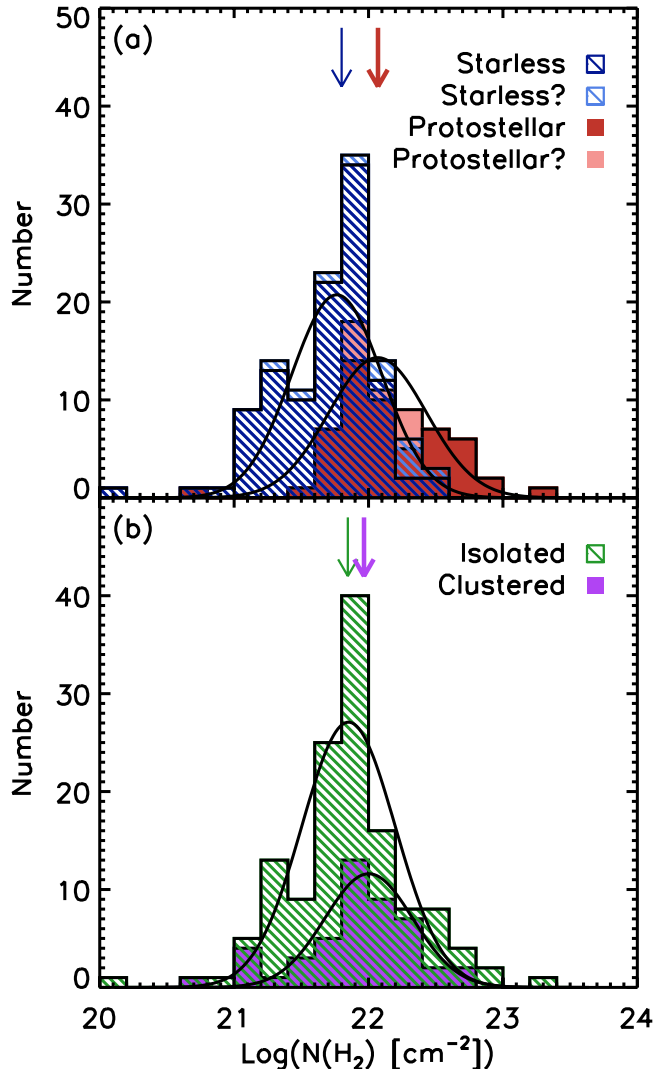 50
(a)
Starless
Starless?
40
Protostellar
Protostellar?
30
Number
20
10
0
(b)
Isolated
Clustered
40
30
Number
20
10
0
20 21 22 23 24
Log(N(H₂) [cm⁻²])